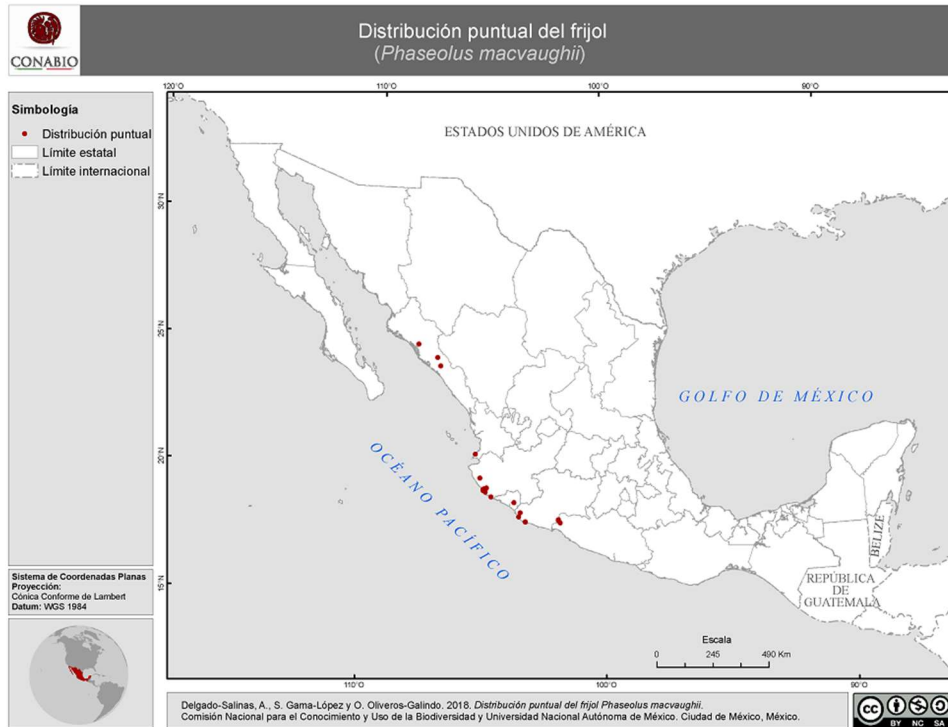 CONABIO
Distribución puntual del frijol
(Phaseolus macvaughii)
Simbología
Distribución puntual
Límite estatal
Límite internacional
120°O
110°O
100°O
90°O
ESTADOS UNIDOS DE AMÉRICA
30°N
25°N
20°N
15°N
GOLFO DE MÉXICO
OCÉANO PACÍFICO
BELIZE
REPÚBLICA
DE
GUATEMALA
Escala
0 245 490 Km
110°O
100°O
90°O
Sistema de Coordenadas Planas
Proyección:
Cónica Conforme de Lambert
Datum: WGS 1984
Delgado-Salinas, A., S. Gama-López y O. Oliveros-Galindo. 2018. Distribución puntual del frijol Phaseolus macvaughii.
Comisión Nacional para el Conocimiento y Uso de la Biodiversidad y Universidad Nacional Autónoma de México. Ciudad de México, México.
cc
BY NC SA